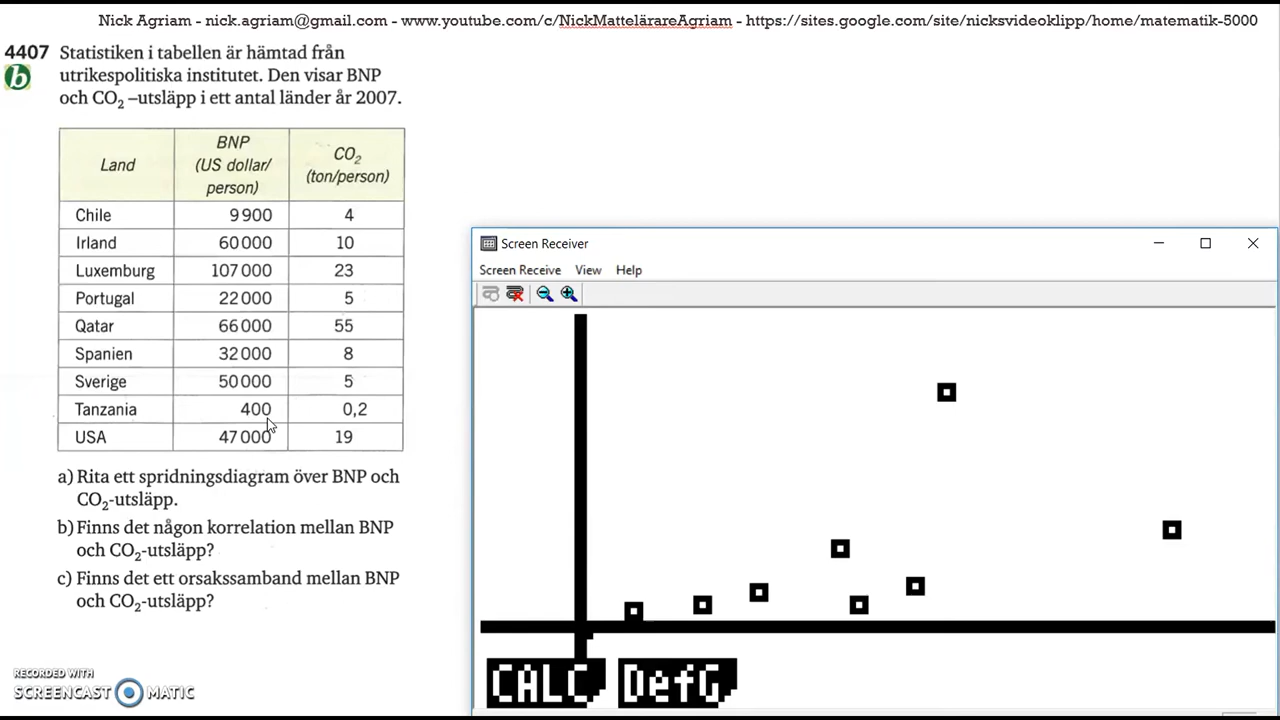 Nick Agriam - nick.agriam@gmail.com - www.youtube.com/c/NickMattelärareAgriam - https://sites.google.com/site/nicksvideoklipp/home/matematik-5000
4407 Statistiken i tabellen är hämtad från
b utrikespolitiska institutet. Den visar BNP
och CO₂ –utsläpp i ett antal länder år 2007.
Land BNP (US dollar/ person) CO₂ (ton/person)
Chile 9 900 4
Irland 60 000 10
Luxemburg 107 000 23
Portugal 22 000 5
Qatar 66 000 55
Spanien 32 000 8
Sverige 50 000 5
Tanzania 400 0,2
USA 47 000 19
a) Rita ett spridningsdiagram över BNP och
CO₂-utsläpp.
b) Finns det någon korrelation mellan BNP
och CO₂-utsläpp?
c) Finns det ett orsakssamband mellan BNP
och CO₂-utsläpp?
Screen Receiver
Screen Receive View Help
CALC DefG
RECORDED WITH
SCREENCAST MATIC